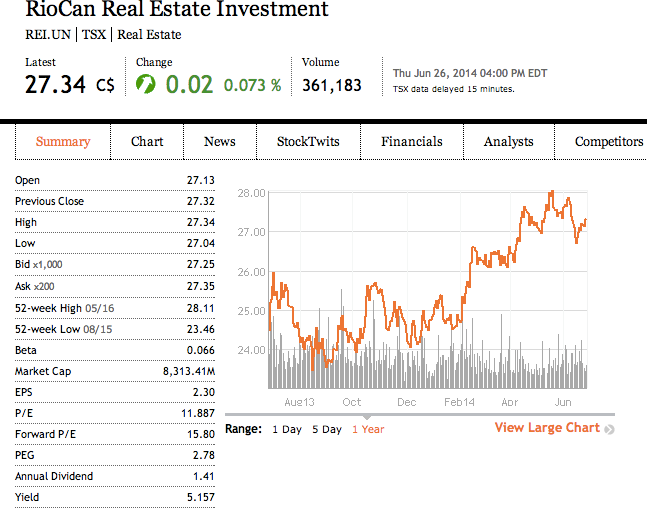 RioCan Real Estate Investment
REI.UN | TSX | Real Estate
Latest
27.34 C$
Change
0.02 0.073 %
Volume
361,183
Thu Jun 26, 2014 04:00 PM EDT
TSX data delayed 15 minutes.
Summary Chart News StockTwits Financials Analysts Competitors
Open 27.13
Previous Close 27.32
High 27.34
Low 27.04
Bid x1,000 27.25
Ask x200 27.35
52-week High 05/16 28.11
52-week Low 08/15 23.46
Beta 0.066
Market Cap 8,313.41M
EPS 2.30
P/E 11.887
Forward P/E 15.80
PEG 2.78
Annual Dividend 1.41
Yield 5.157
28.00
27.00
26.00
25.00
24.00
Aug13 Oct Dec Feb14 Apr Jun
Range: 1 Day 5 Day 1 Year
View Large Chart